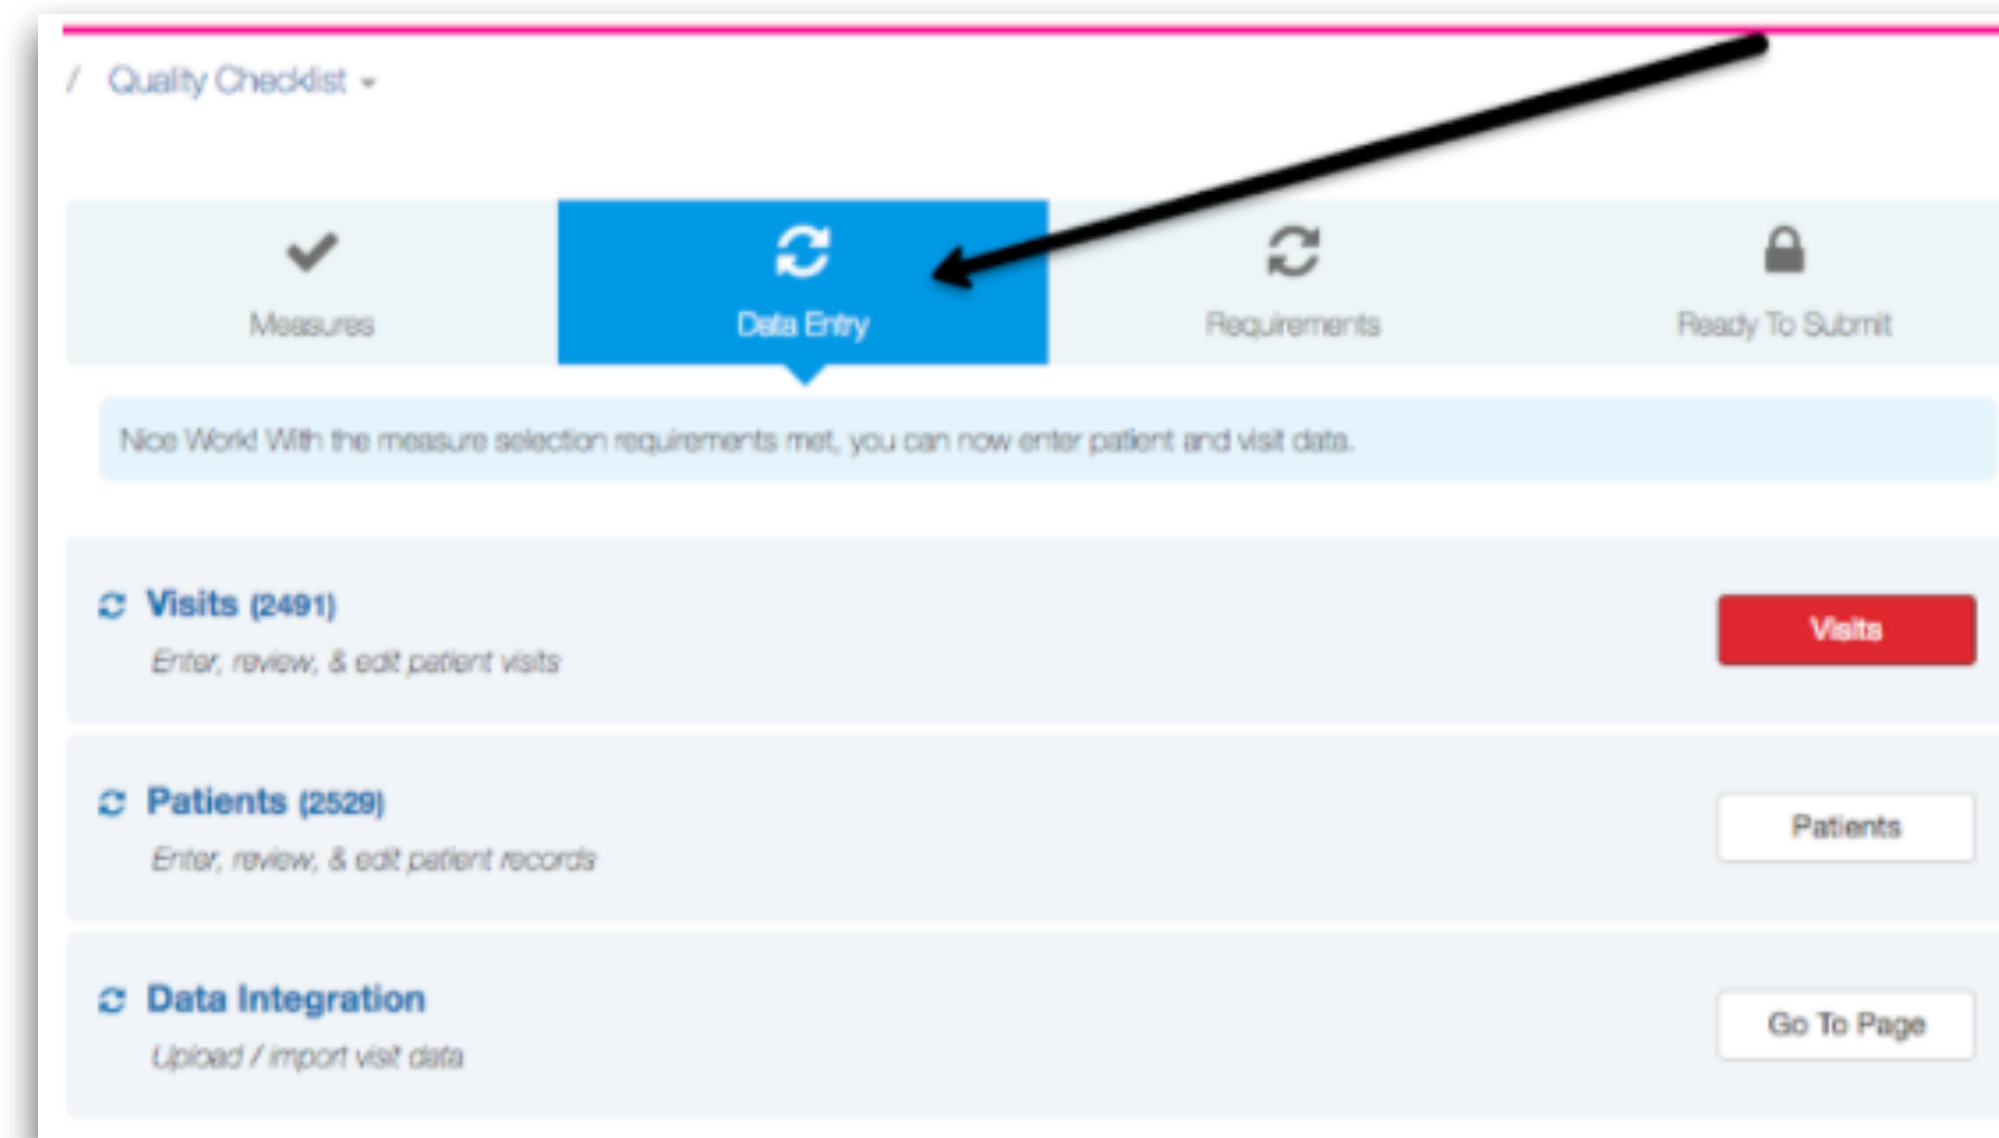 / Quality Checklist
Measures
Data Entry
Requirements
Ready To Submit
Nice Work! With the measure selection requirements met, you can now enter patient and visit data.
Visits (2491)
Visits
Enter, review, & edit patient visits
Patients (2529)
Patients
Enter, review, & edit patient records
Data Integration
Go To Page
Upload / import visit data